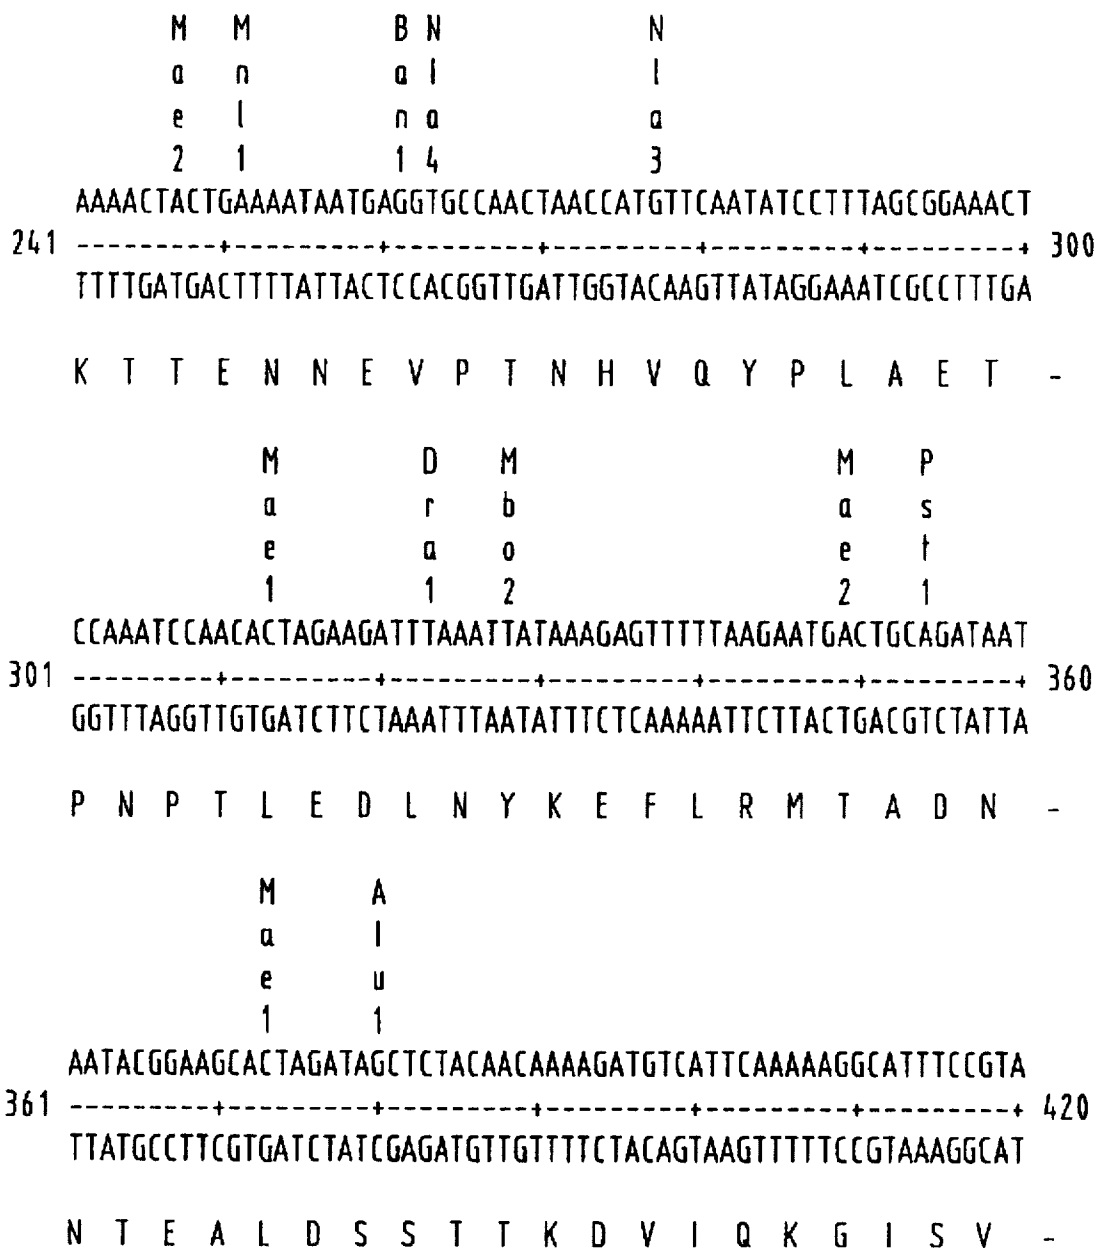 M M B N N
a n a l l
e l n a a
2 1 1 4 3
AAAACTACTGAAAATAATGAGGTGCCAACTAACCATGTTCAATATCCTTTAGCGGAAACT
241 ---------+---------+---------+---------+---------+---------+ 300
TTTTGATGACTTTTATTACTCCACGGTTGATTGGTACAAGTTATAGGAAATCGCCTTTGA
K T T E N N E V P T N H V Q Y P L A E T -
M D M M P
a r b a s
e a o e t
1 1 2 2 1
CCAAATCCAACACTAGAAGATTTAAATTATAAAGAGTTTTTAAGAATGACTGCAGATAAT
301 ---------+---------+---------+---------+---------+---------+ 360
GGTTTAGGTTGTGATCTTCTAAATTTAATATTTCTCAAAAATTCTTACTGACGTCTATTA
P N P T L E D L N Y K E F L R M T A D N -
M A
a l
e u
1 1
AATACGGAAGCACTAGATAGCTCTACAACAAAAGATGTCATTCAAAAAGGCATTTCCGTA
361 ---------+---------+---------+---------+---------+---------+ 420
TTATGCCTTCGTGATCTATCGAGATGTTGTTTTCTACAGTAAGTTTTTCCGTAAAGGCAT
N T E A L D S S T T K D V I Q K G I S V -